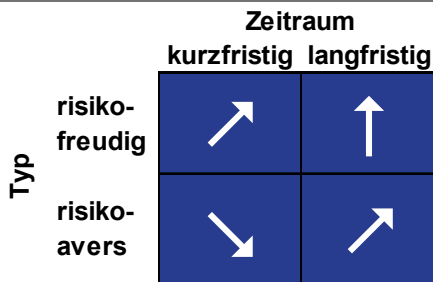 Zeitraum
kurzfristig langfristig
Typ
risiko-
freudig
risiko-
avers